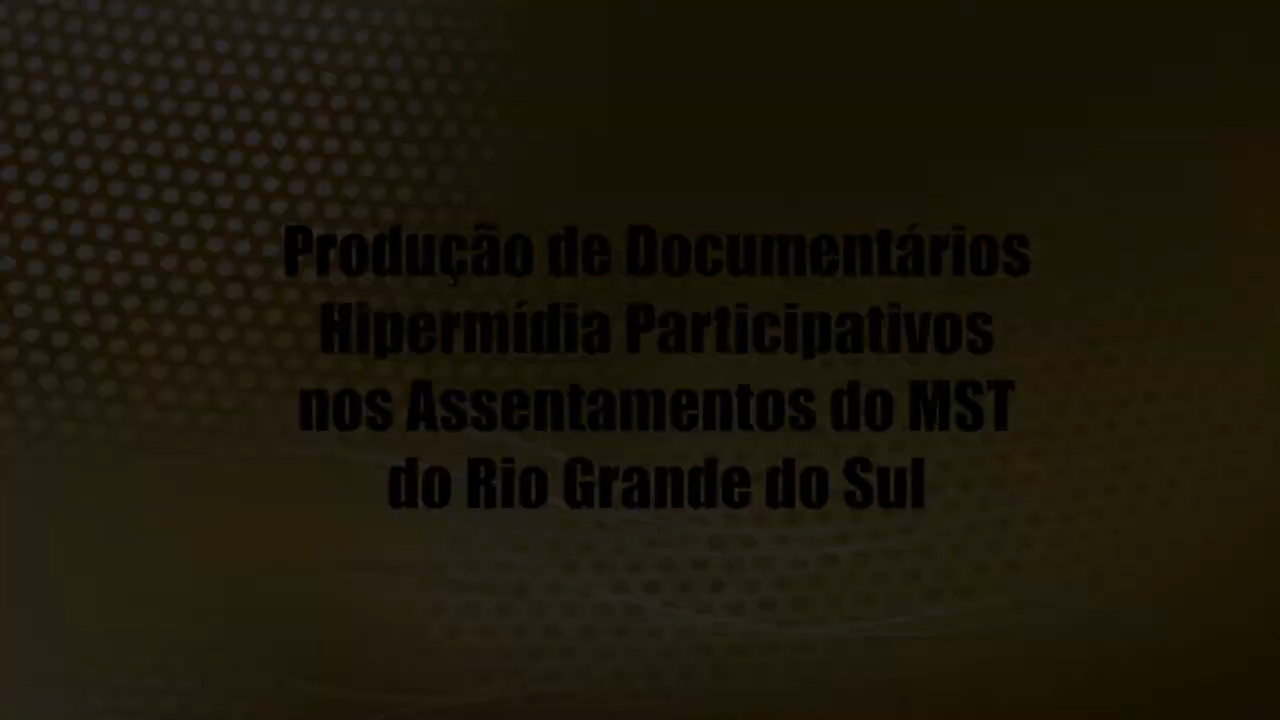 Produção de Documentários
Hipermídia Participativos
nos Assentamentos do MST
do Rio Grande do Sul